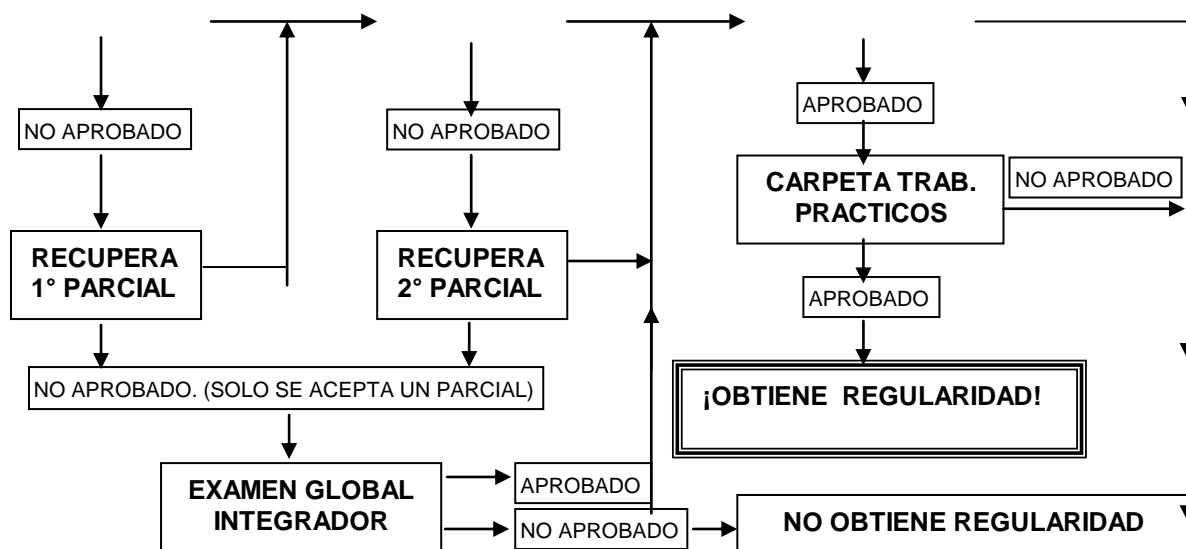 APROBADO
NO APROBADO
NO APROBADO
CARPETA TRAB.
PRACTICOS
NO APROBADO
RECUPERA
1° PARCIAL
RECUPERA
2° PARCIAL
APROBADO
NO APROBADO. (SOLO SE ACEPTA UN PARCIAL)
¡OBTIENE REGULARIDAD!
EXAMEN GLOBAL
INTEGRADOR
APROBADO
NO APROBADO
NO OBTIENE REGULARIDAD